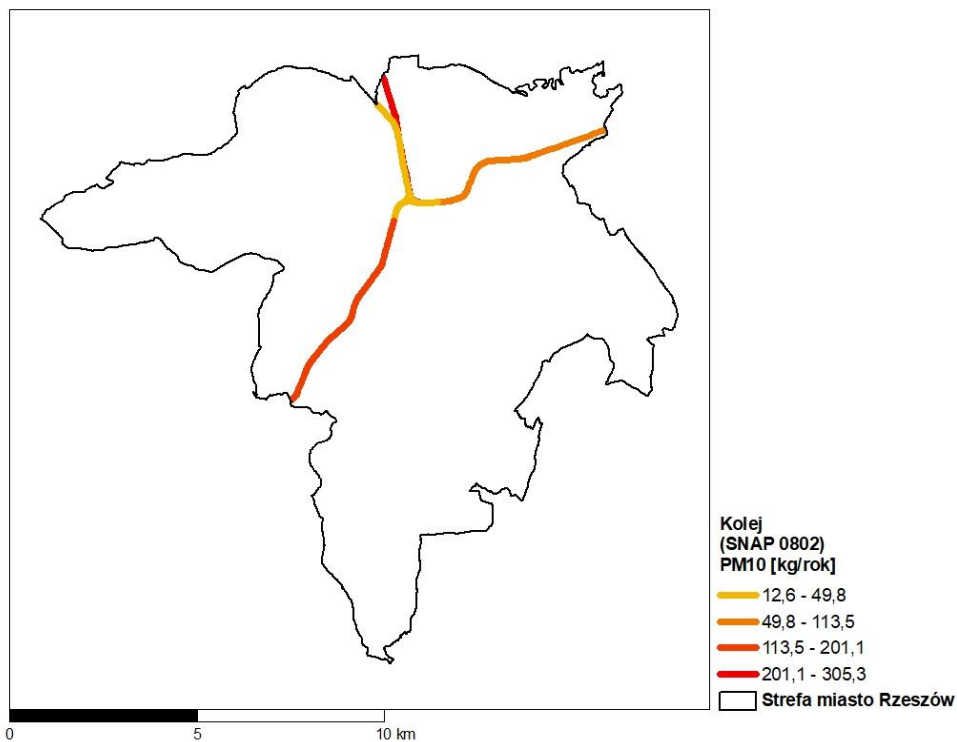 Kolej
(SNAP 0802)
PM10 [kg/rok]
12,6 - 49,8
49,8 - 113,5
113,5 - 201,1
201,1 - 305,3
Strefa miasto Rzeszów
0 5 10 km